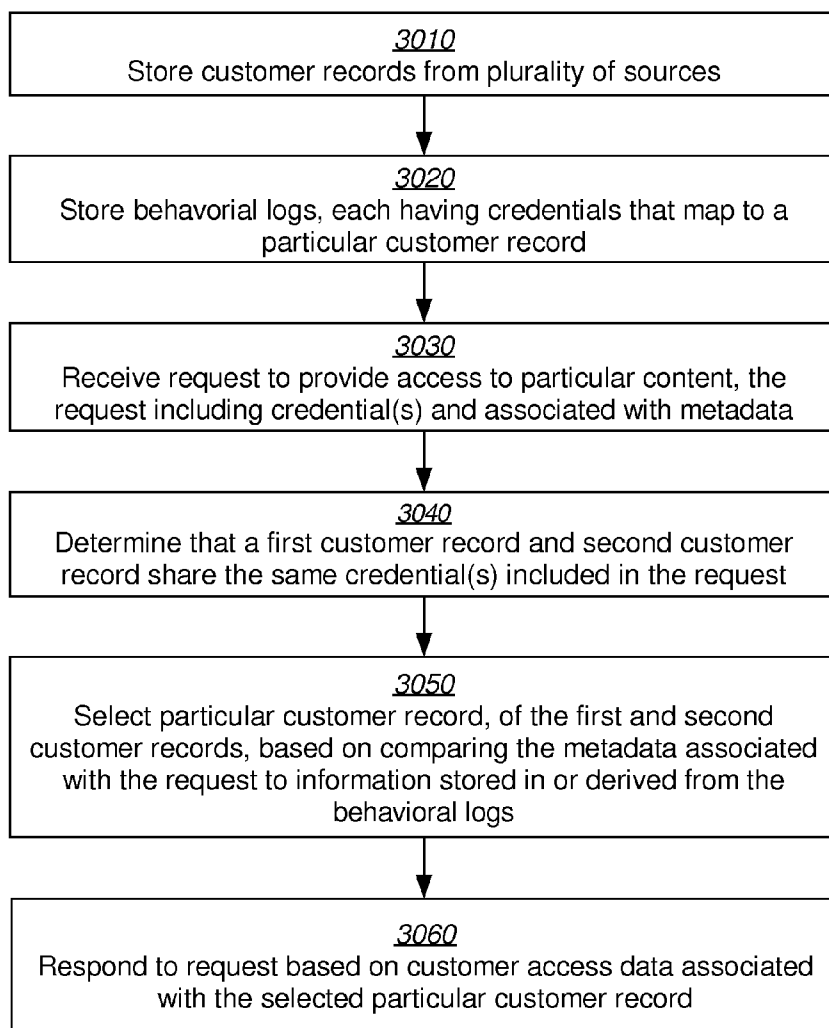 3010
Store customer records from plurality of sources
3020
Store behavorial logs, each having credentials that map to a
particular customer record
3030
Receive request to provide access to particular content, the
request including credential(s) and associated with metadata
3040
Determine that a first customer record and second customer
record share the same credential(s) included in the request
3050
Select particular customer record, of the first and second
customer records, based on comparing the metadata associated
with the request to information stored in or derived from the
behavioral logs
3060
Respond to request based on customer access data associated
with the selected particular customer record